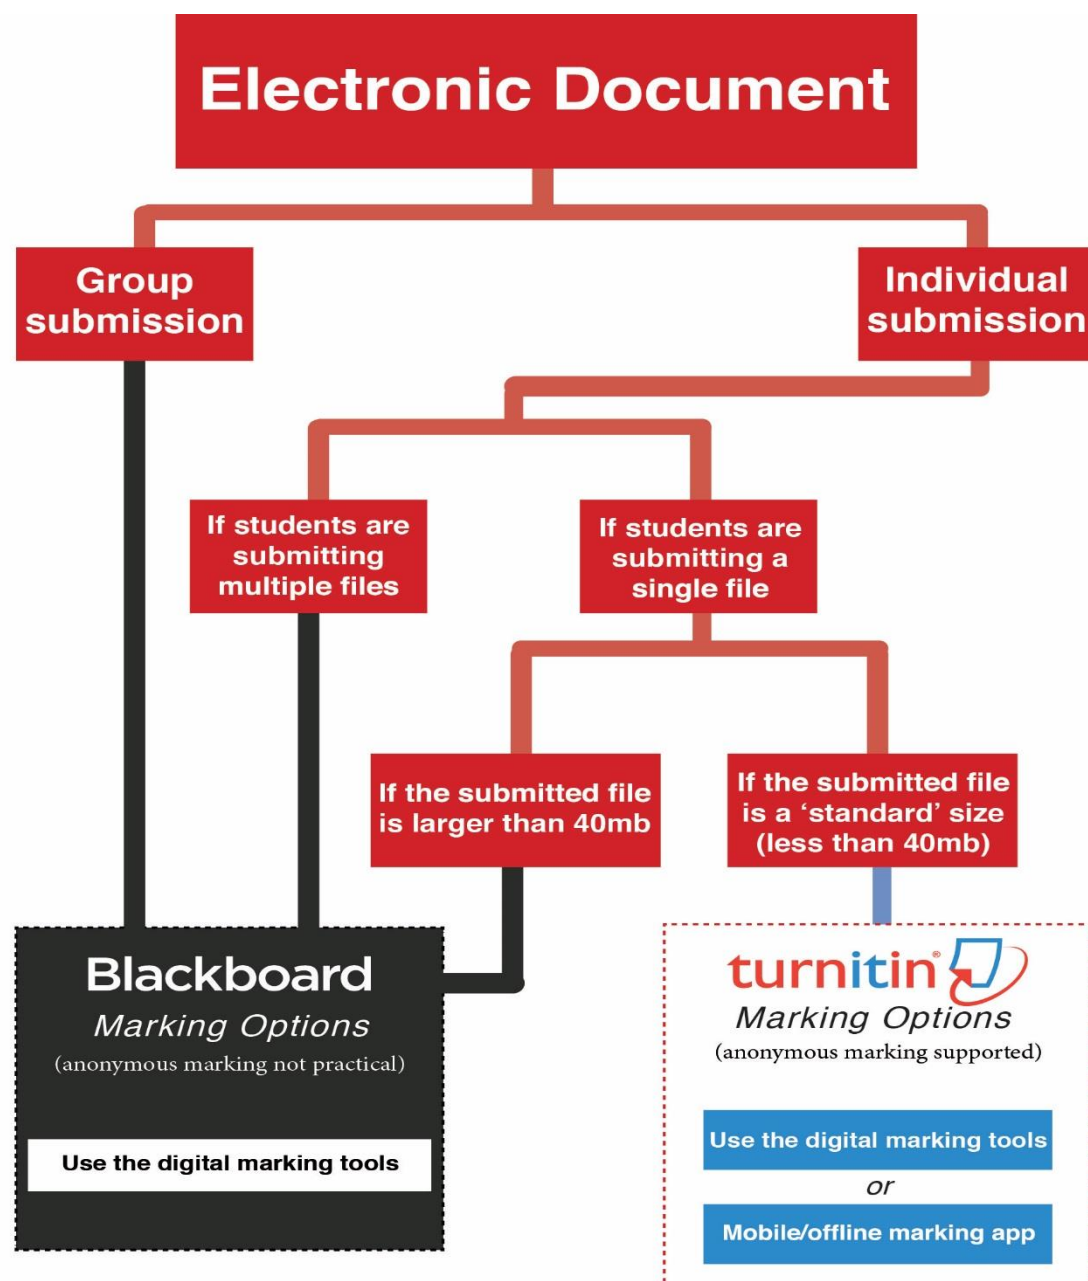 Electronic Document
Group
submission
Individual
submission
If students are
submitting
multiple files
If students are
submitting a
single file
If the submitted file
is larger than 40mb
If the submitted file
is a ‘standard’ size
(less than 40mb)
Blackboard
Marking Options
(anonymous marking not practical)
Use the digital marking tools
turnitin®
Marking Options
(anonymous marking supported)
Use the digital marking tools
or
Mobile/offline marking app